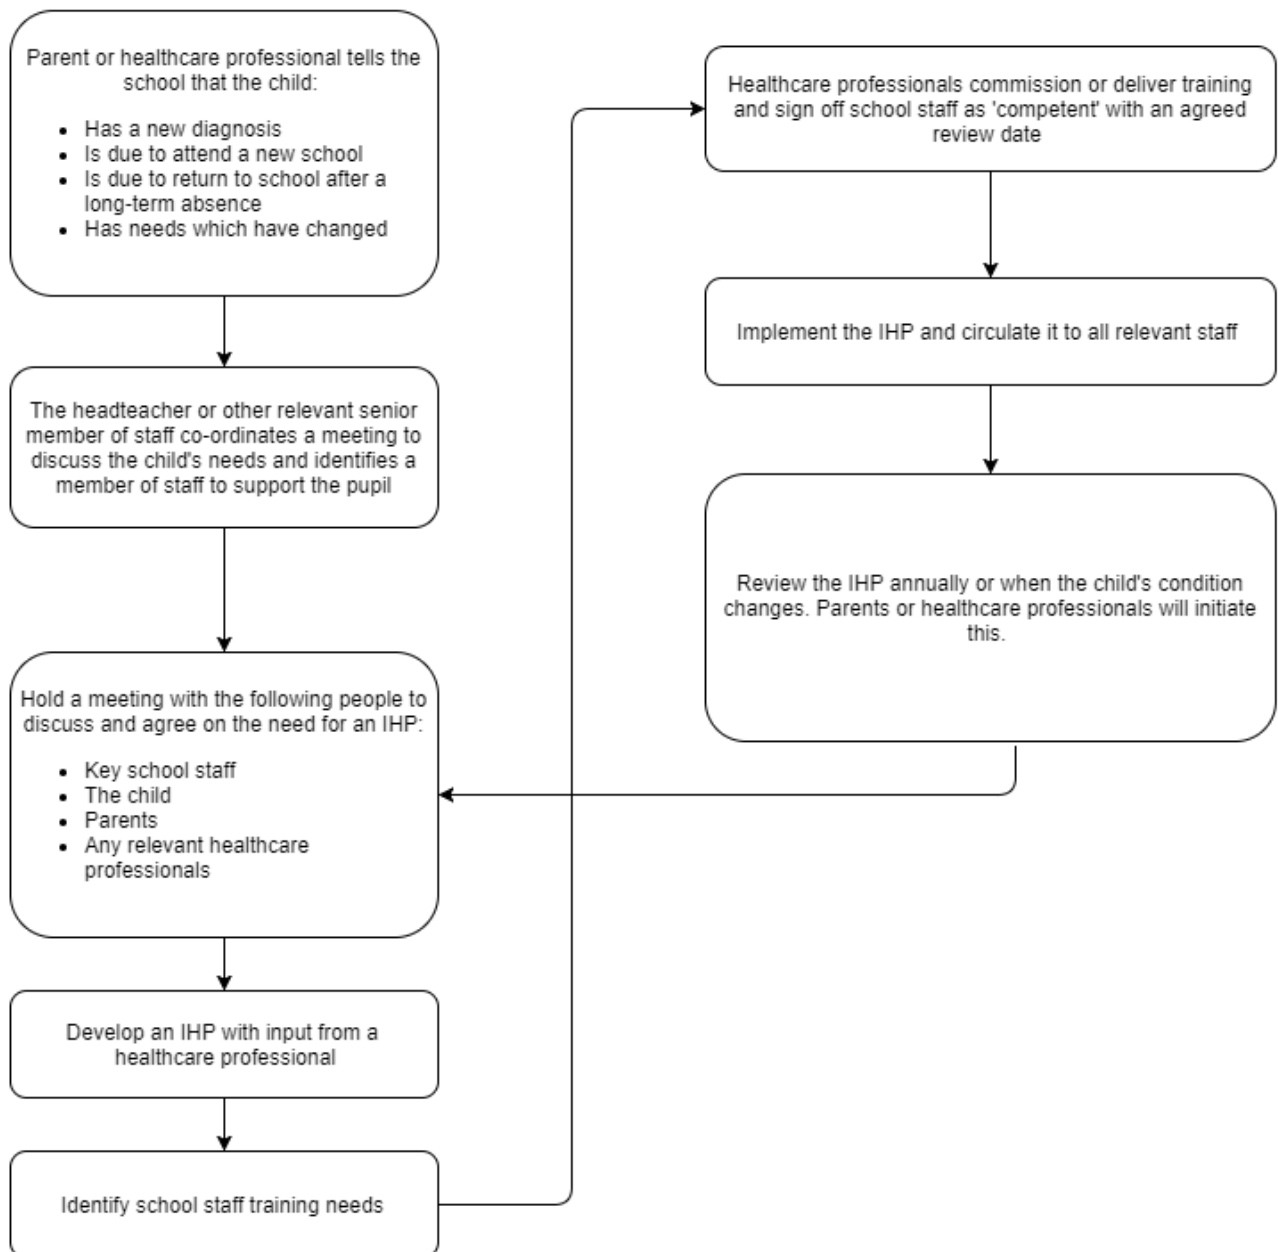 Parent or healthcare professional tells the
school that the child:
• Has a new diagnosis
• Is due to attend a new school
• Is due to return to school after a
long-term absence
• Has needs which have changed
The headteacher or other relevant senior
member of staff co-ordinates a meeting to
discuss the child's needs and identifies a
member of staff to support the pupil
Hold a meeting with the following people to
discuss and agree on the need for an IHP:
• Key school staff
• The child
• Parents
• Any relevant healthcare
professionals
Develop an IHP with input from a
healthcare professional
Identify school staff training needs
Healthcare professionals commission or deliver training
and sign off school staff as 'competent' with an agreed
review date
Implement the IHP and circulate it to all relevant staff
Review the IHP annually or when the child's condition
changes. Parents or healthcare professionals will initiate
this.